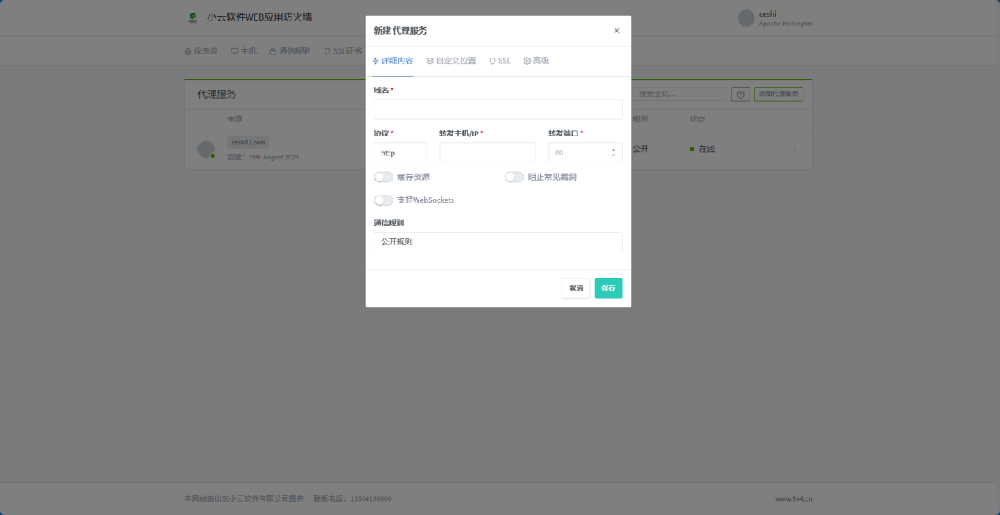 小云软件WEB应用防火墙
ceshi
Apache Helicopter
仪表盘 主机 通信规则 SSL证书
代理服务
搜索主机...
添加代理服务
来源
规则
状态
ceshi11.com
创建：29th August 2023
公开
在线
新建 代理服务
详细内容 自定义位置 SSL 高级
域名*
协议* 转发主机/IP* 转发端口*
http 80
缓存资源 阻止常见漏洞
支持WebSockets
通信规则
公开规则
取消 保存
本网站由山东小云软件有限公司提供 联系电话：13864198606
www.9x4.cn